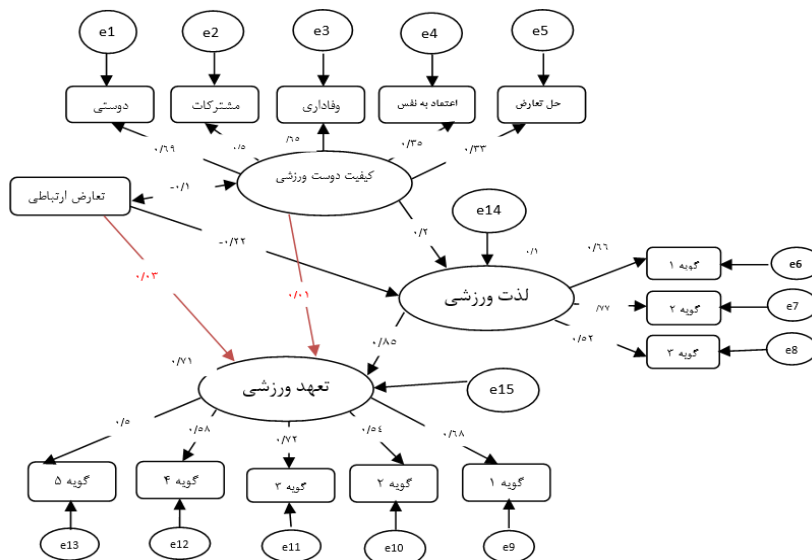 e1
e2
e3
e4
e5
دوستی
مشترکات
وفاداری
اعتماد به نفس
حل تعارض
۰/۶۹
۰/۵
/۶۵
۰/۳۵
۰/۳۳
کیفیت دوست ورزشی
-۰/۱
تعارض ارتباطی
e14
۰/۲
-۰/۲۲
۰/۱
۰/۶۶
گویه ۱
e6
۰/۰۳
۰/۰۱
لذت ورزشی
/۷۷
گویه ۲
e7
۰/۵۲
گویه ۳
e8
۰/۸۵
۰/۷۱
تعهد ورزشی
e15
۰/۵
۰/۵۸
۰/۷۲
۰/۵٤
۰/۶۸
گویه ۵
گویه ۴
گویه ۳
گویه ۲
گویه ۱
e13
e12
e11
e10
e9